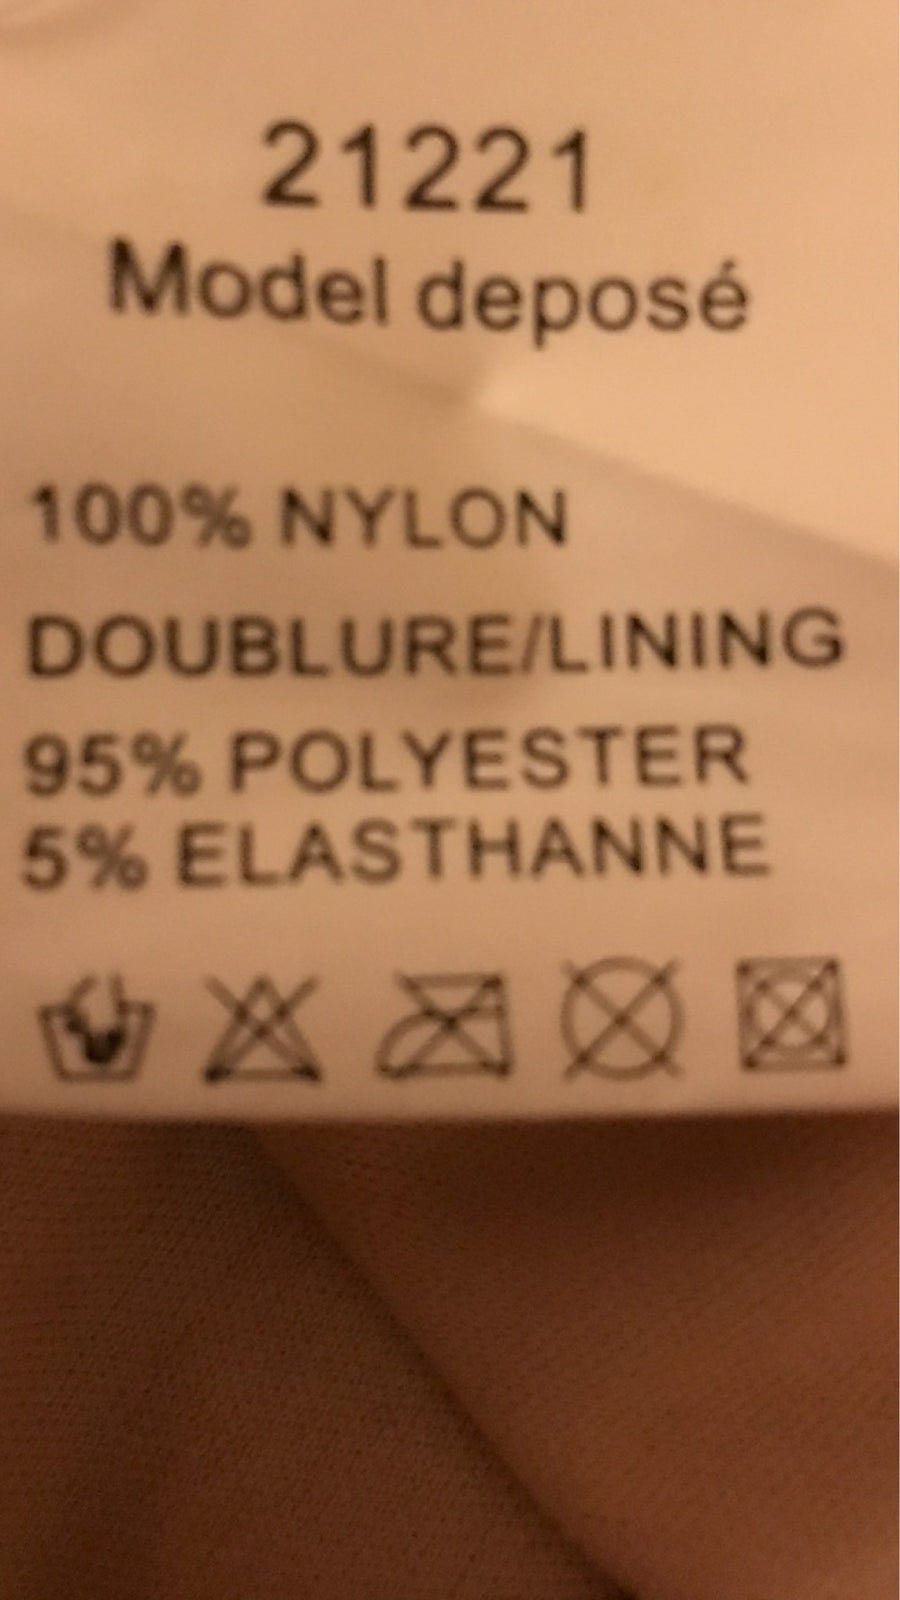 21221
Model deposé
100% NYLON
DOUBLURE/LINING
95% POLYESTER
5% ELASTHANNE